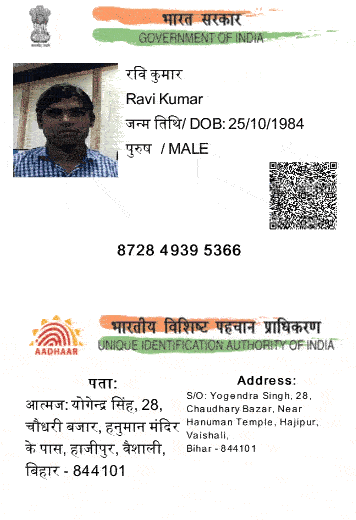 भारत सरकार
GOVERNMENT OF INDIA
रवि कुमार
Ravi Kumar
जन्म तिथि/ DOB: 25/10/1984
पुरुष / MALE
8728 4939 5366
भारतीय विशिष्ट पहचान प्राधिकरण
UNIQUE IDENTIFICATION AUTHORITY OF INDIA
AADHAAR
पता:
आत्मज: योगेन्द्र सिंह, 28,
चौधरी बजार, हनुमान मंदिर
के पास, हाजीपुर, वैशाली,
बिहार - 844101
Address:
S/O: Yogendra Singh, 28,
Chaudhary Bazar, Near
Hanuman Temple, Hajipur,
Vaishali,
Bihar - 844101